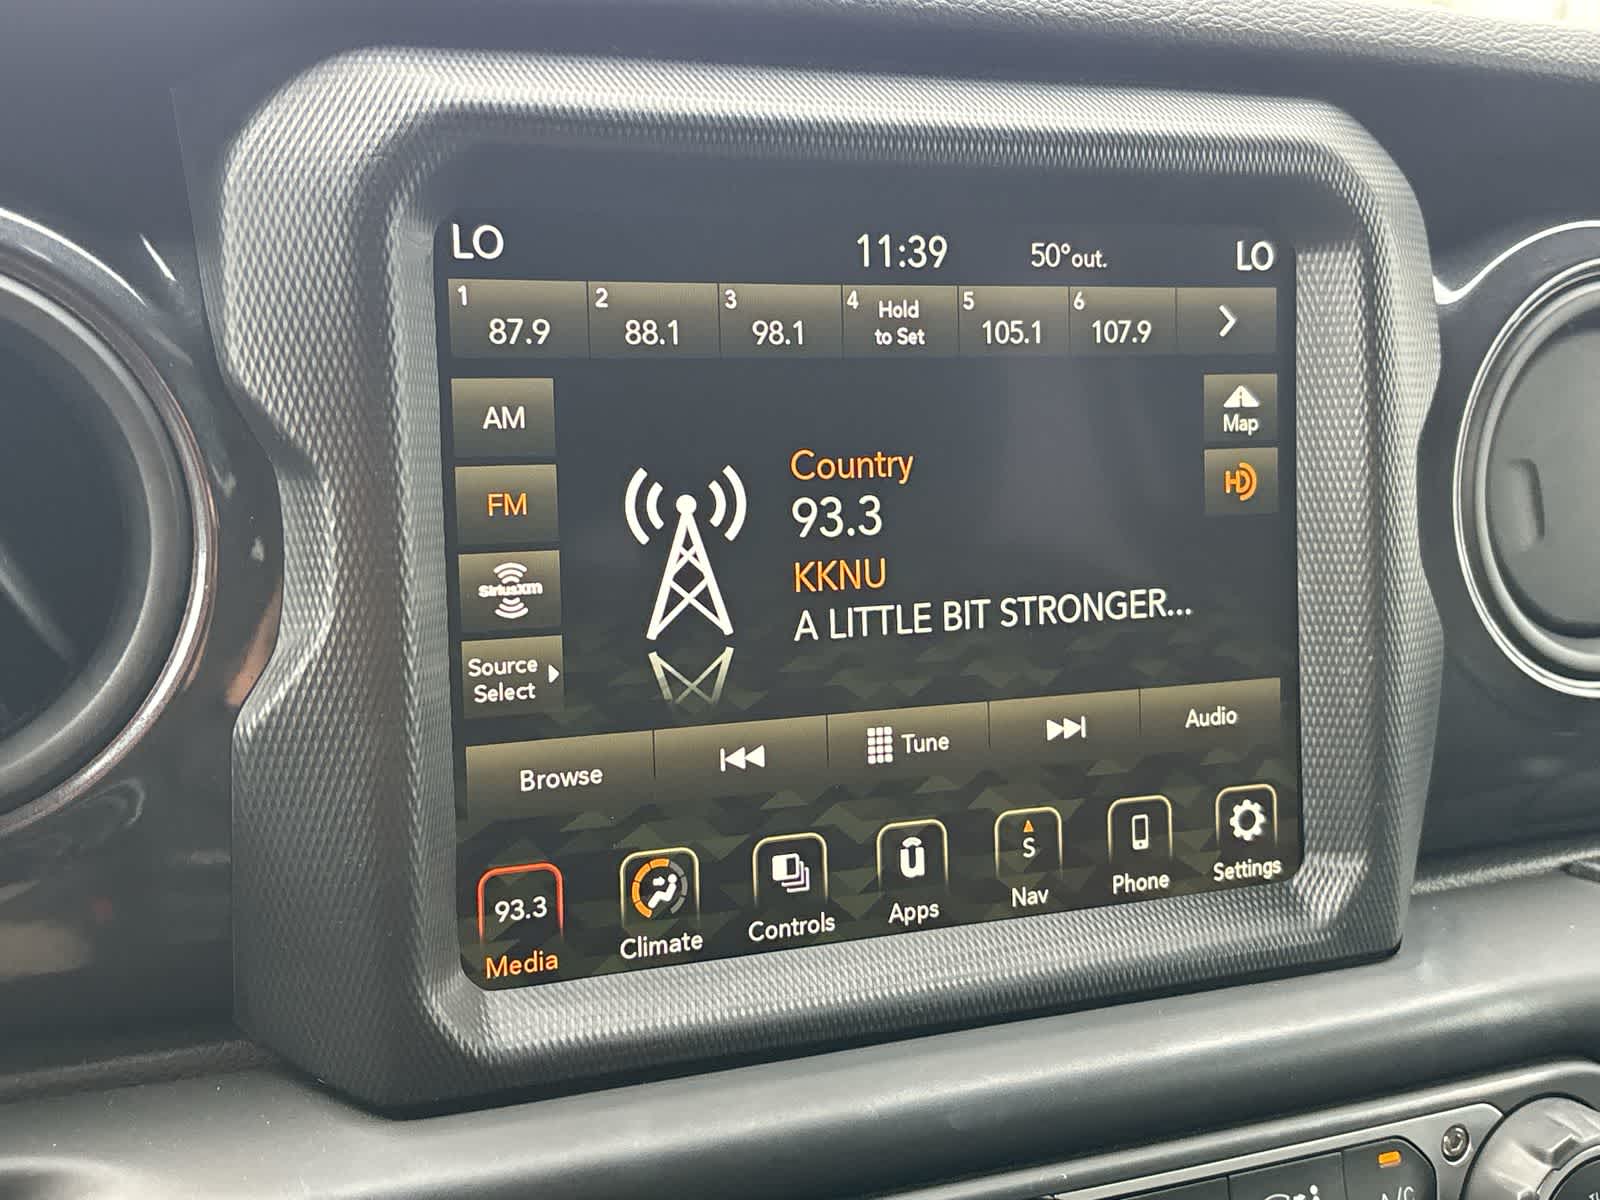 LO 11:39 50°out. LO
1 87.9 2 88.1 3 98.1 4 Hold to Set 5 105.1 6 107.9
AM
FM
SiriusXM
Source
Select
Map
HD
Country
93.3
KKNU
A LITTLE BIT STRONGER...
Browse Tune Audio
93.3 û S
Media Climate Controls Apps Nav Phone Settings
A/C